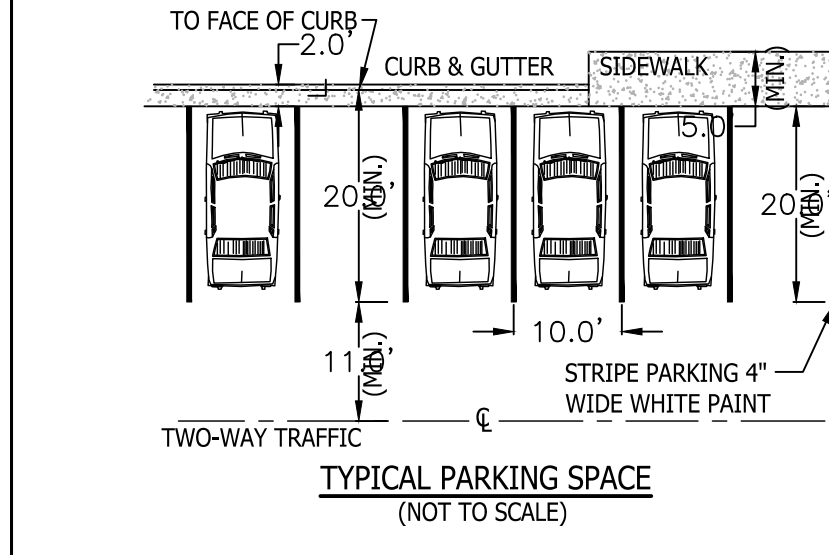 TO FACE OF CURB
2.0'
CURB & GUTTER
SIDEWALK
(MIN.)
5.0
20.0'
(MIN.)
20.0'
(MIN.)
10.0'
11.0'
(MIN.)
STRIPE PARKING 4"
WIDE WHITE PAINT
℄
TWO-WAY TRAFFIC
TYPICAL PARKING SPACE
(NOT TO SCALE)